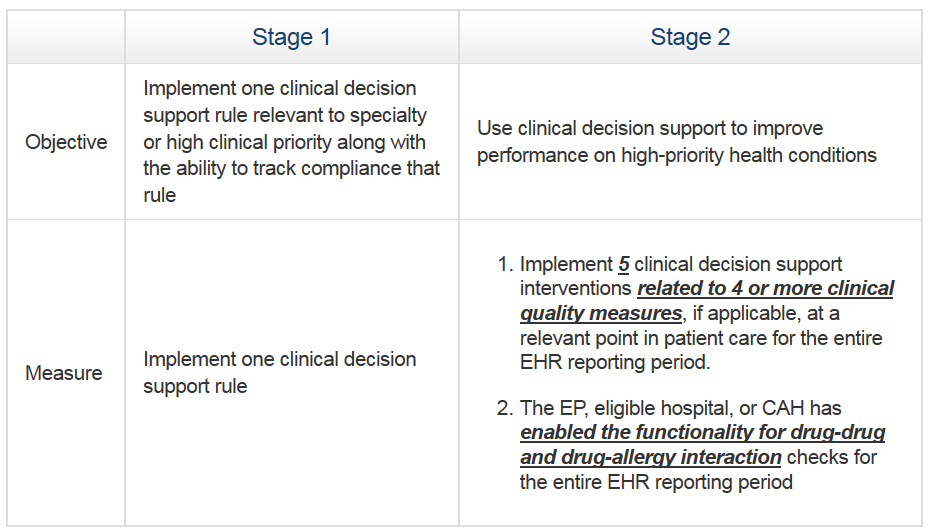 Stage 1
Stage 2
Objective
Implement one clinical decision
support rule relevant to specialty
or high clinical priority along with
the ability to track compliance that
rule
Use clinical decision support to improve
performance on high-priority health conditions
Measure
Implement one clinical decision
support rule
1. Implement 5 clinical decision support
interventions related to 4 or more clinical
quality measures, if applicable, at a
relevant point in patient care for the entire
EHR reporting period.
2. The EP, eligible hospital, or CAH has
enabled the functionality for drug-drug
and drug-allergy interaction checks for
the entire EHR reporting period